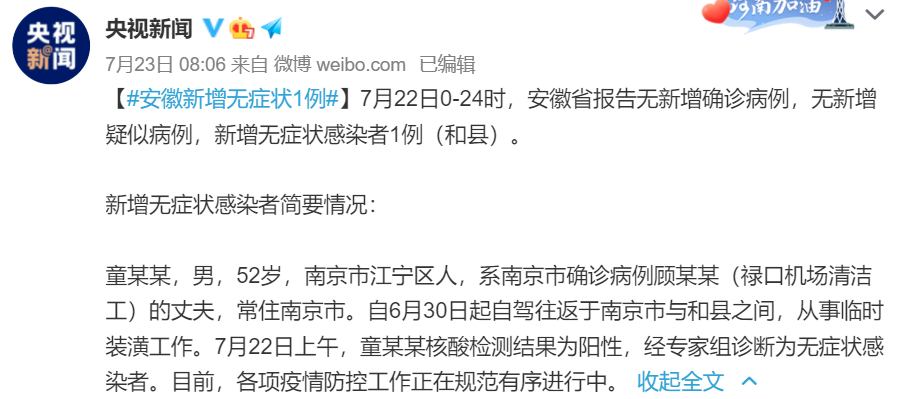 央视
新闻
央视新闻
河南加油
7月23日 08:06 来自 微博 weibo.com 已编辑
【#安徽新增无症状1例#】7月22日0-24时，安徽省报告无新增确诊病例，无新增
疑似病例，新增无症状感染者1例（和县）。
新增无症状感染者简要情况：
童某某，男，52岁，南京市江宁区人，系南京市确诊病例顾某某（禄口机场清洁
工）的丈夫，常住南京市。自6月30日起自驾往返于南京市与和县之间，从事临时
装潢工作。7月22日上午，童某某核酸检测结果为阳性，经专家组诊断为无症状感
染者。目前，各项疫情防控工作正在规范有序进行中。 收起全文